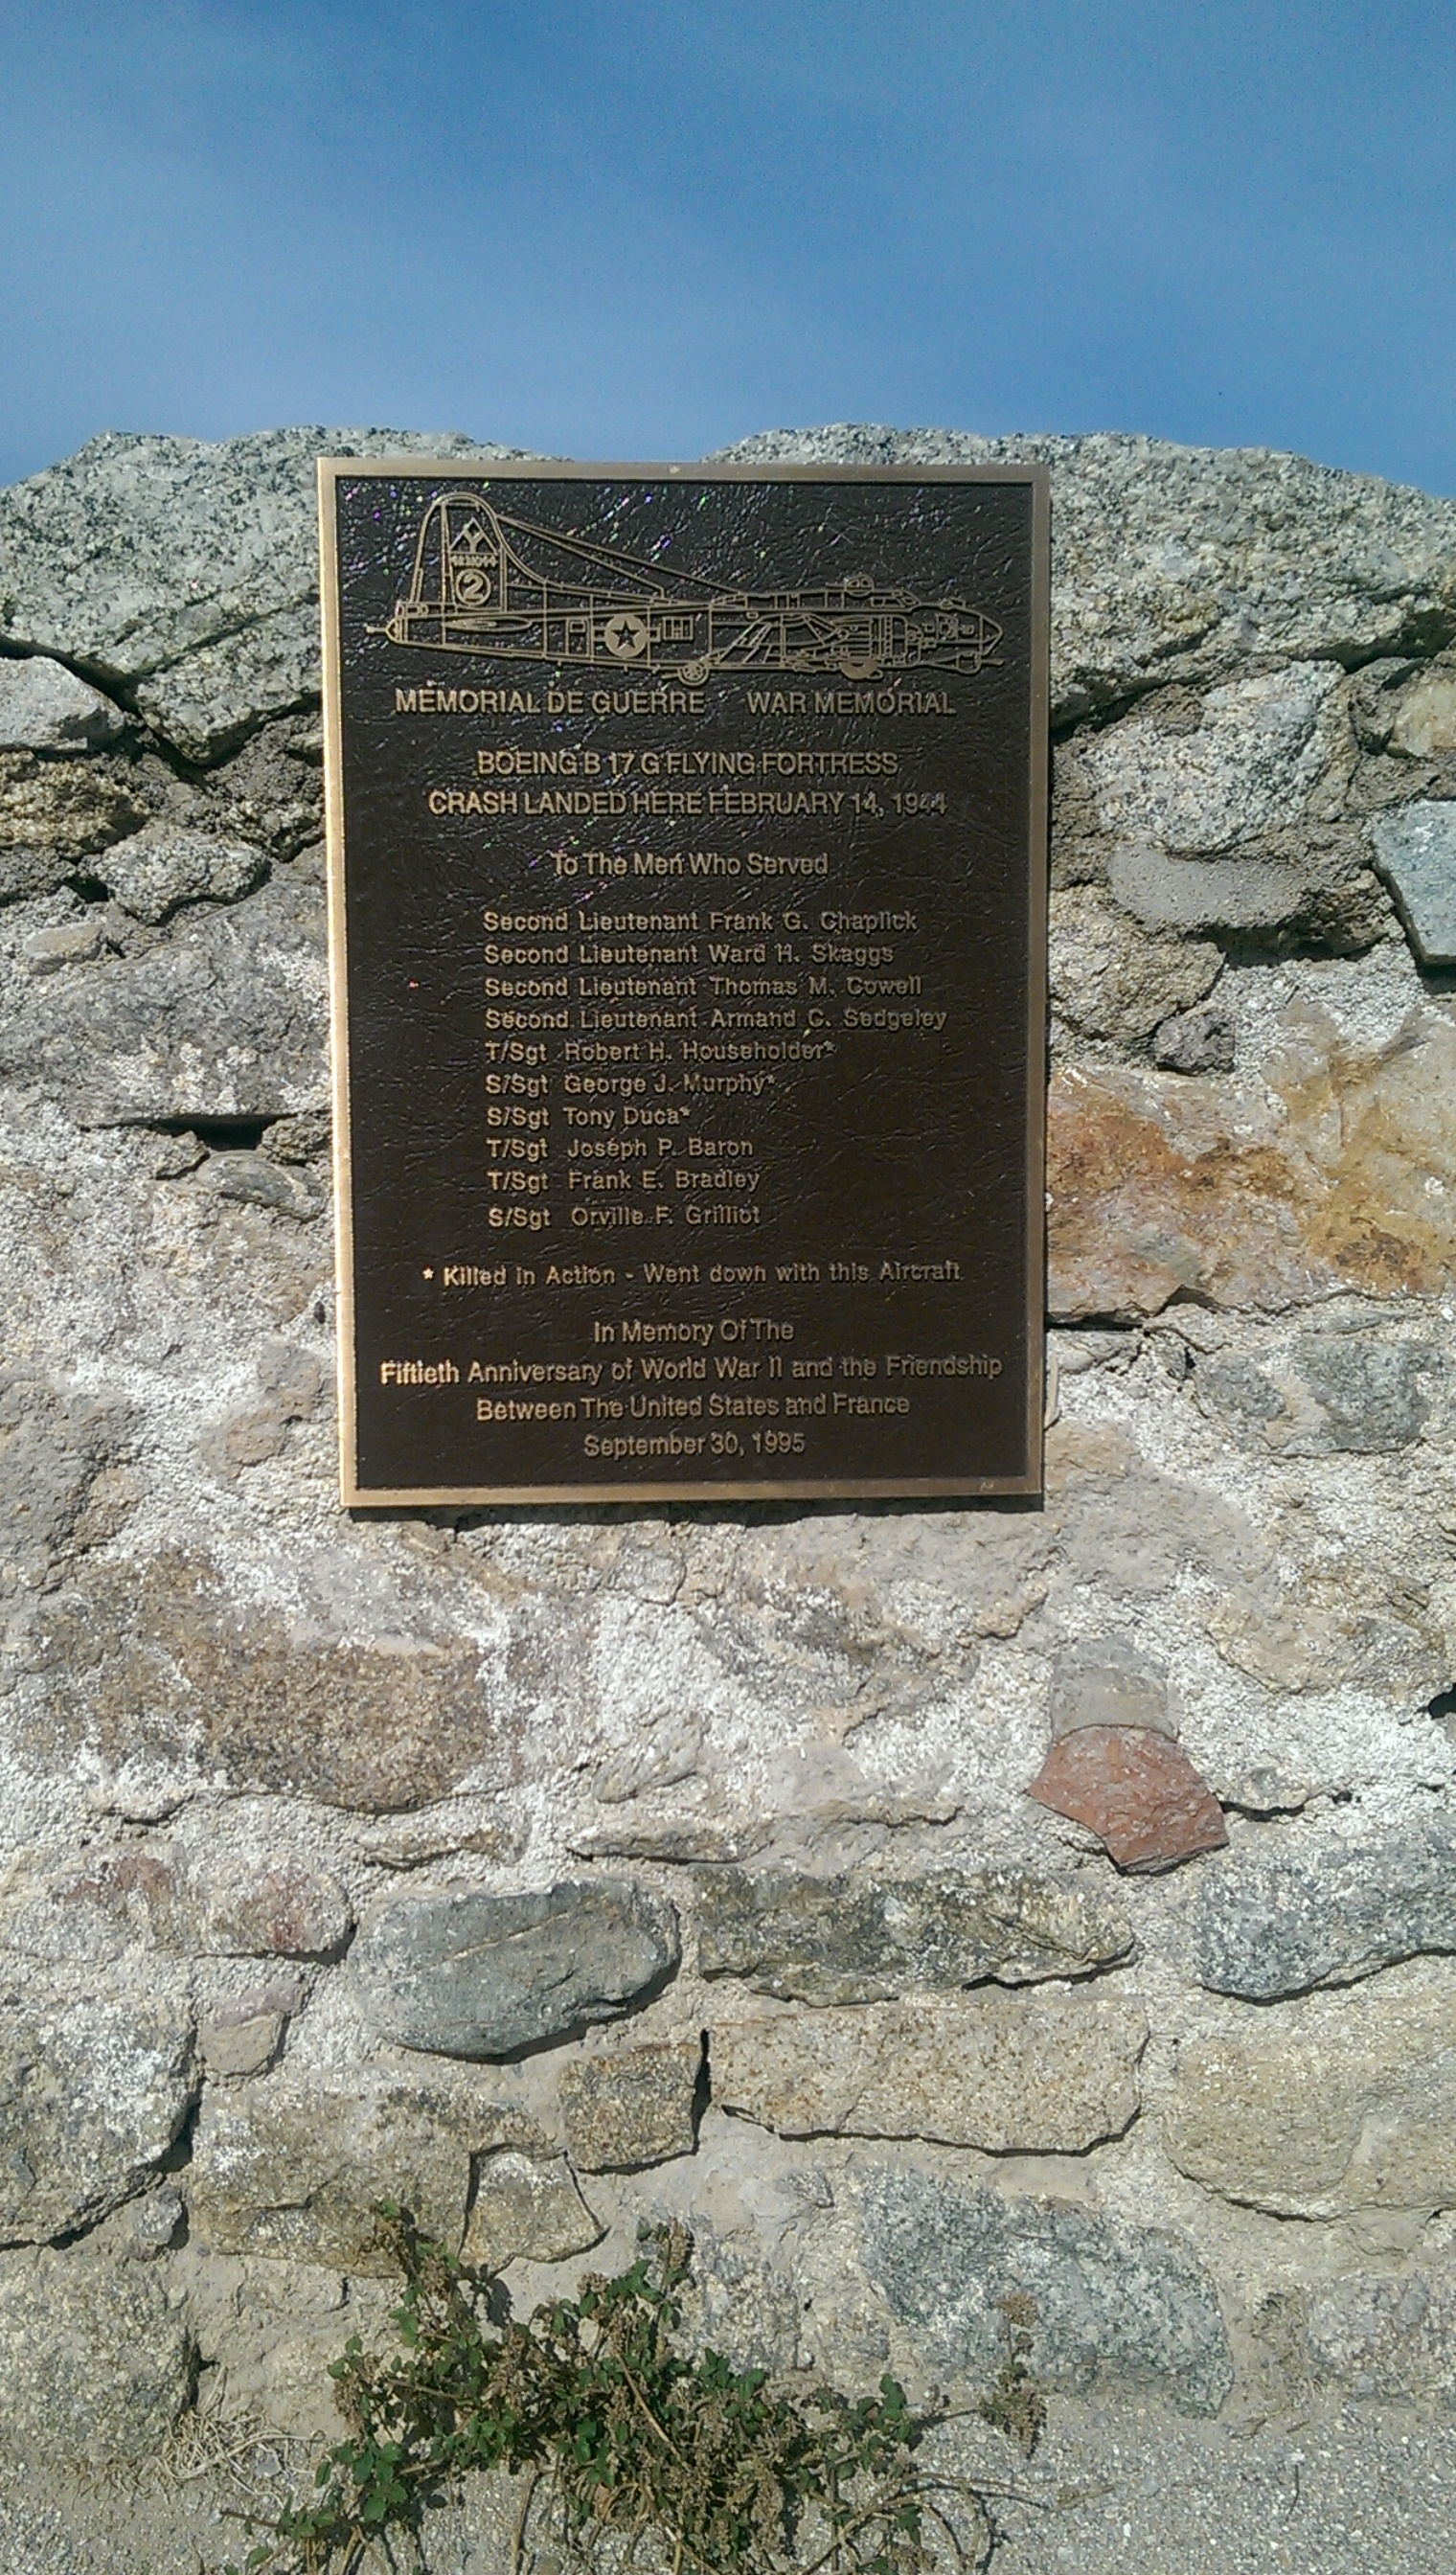 Y
2
MEMORIAL DE GUERRE WAR MEMORIAL
BOEING B 17 G FLYING FORTRESS
CRASH LANDED HERE FEBRUARY 14, 1944
To The Men Who Served
Second Lieutenant Frank G. Chaplick
Second Lieutenant Ward H. Skaggs
Second Lieutenant Thomas M. Cowell
Second Lieutenant Armand C. Sedgeley
T/Sgt Robert H. Householder*
S/Sgt George J. Murphy*
S/Sgt Tony Duca*
T/Sgt Joseph P. Baron
T/Sgt Frank E. Bradley
S/Sgt Orville F. Grilliot
* Killed in Action - Went down with this Aircraft
In Memory Of The
Fiftieth Anniversary of World War II and the Friendship
Between The United States and France
September 30, 1995